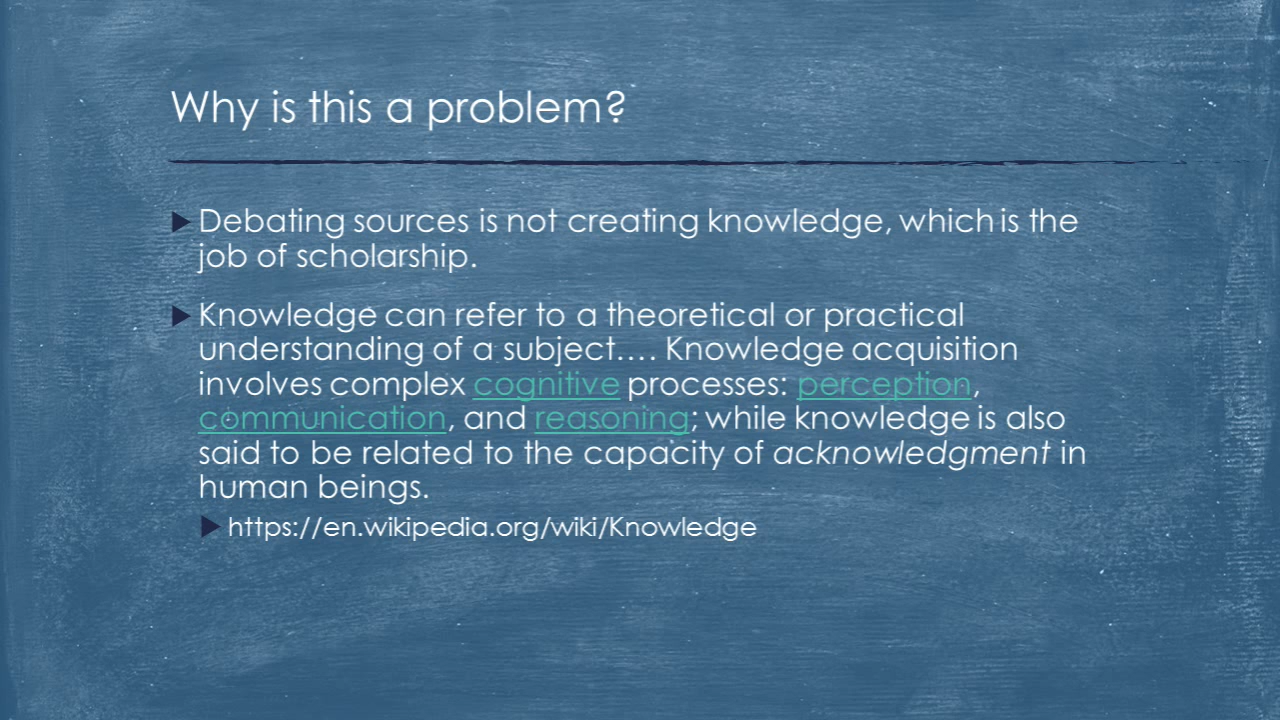 Why is this a problem?
Debating sources is not creating knowledge, which is the
job of scholarship.
Knowledge can refer to a theoretical or practical
understanding of a subject…. Knowledge acquisition
involves complex cognitive processes: perception,
communication, and reasoning; while knowledge is also
said to be related to the capacity of acknowledgment in
human beings.
https://en.wikipedia.org/wiki/Knowledge